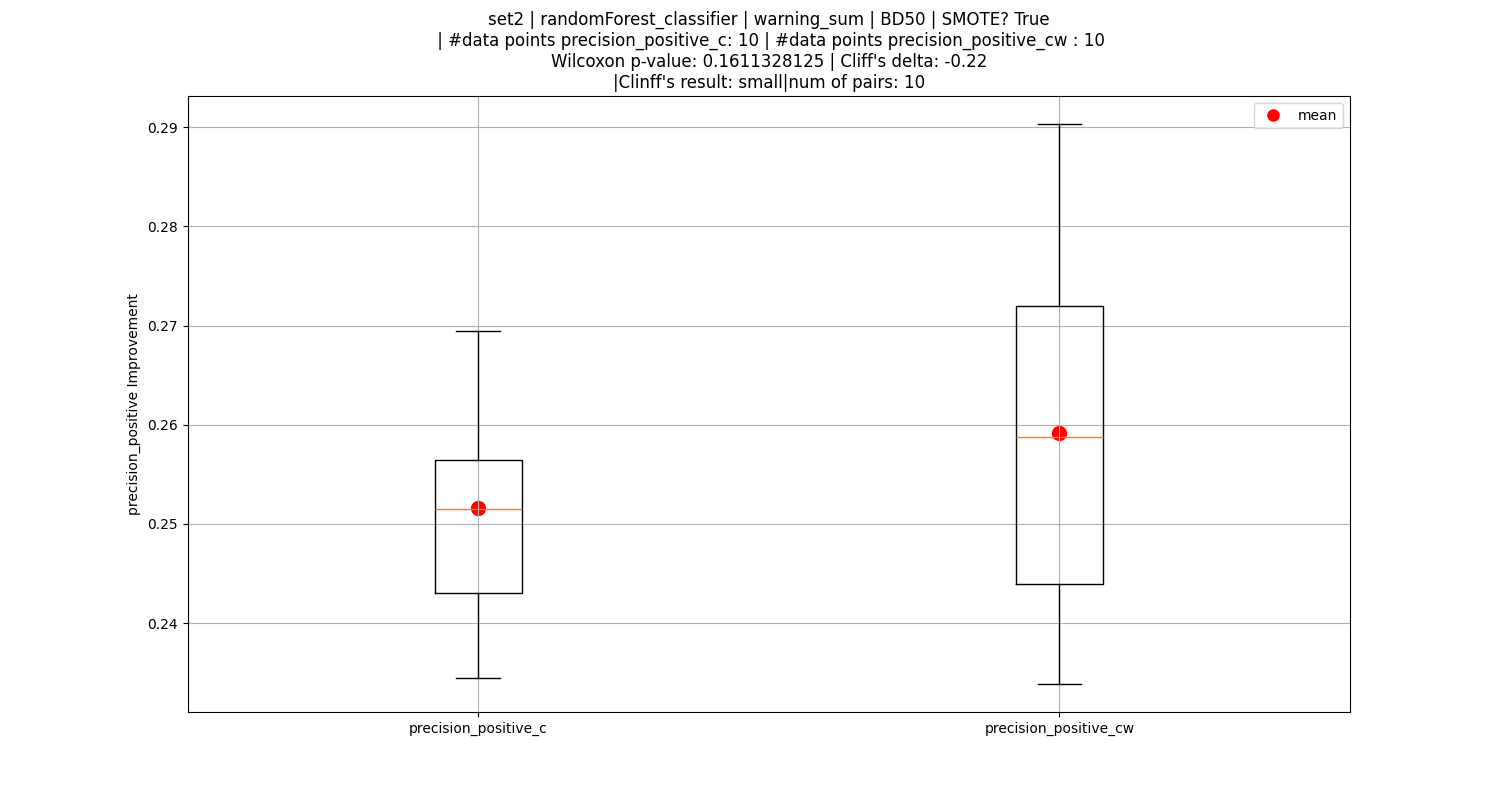 set2 | randomForest_classifier | warning_sum | BD50 | SMOTE? True
| #data points precision_positive_c: 10 | #data points precision_positive_cw : 10
Wilcoxon p-value: 0.1611328125 | Cliff's delta: -0.22
|Clinff's result: small|num of pairs: 10
mean
0.29
0.28
0.27
0.26
0.25
0.24
precision_positive Improvement
precision_positive_c
precision_positive_cw